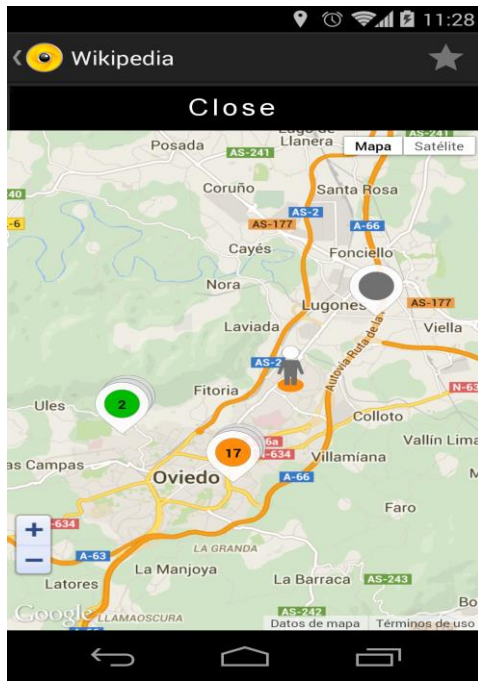 11:28
Wikipedia
Close
Llanera
AS-241
Posada
AS-241
Mapa Satélite
Coruño
Santa Rosa
AS-2
AS-177
A-66
Cayés
Fonciello
Nora
Lugones
AS-177
Laviada
Viella
AS-2
Autovía Ruta de la
Fitoria
N-63
Ules
2
Colloto
17
Vallín Lima
as Campas
634
Villamíana
Oviedo
A-66
Faro
+
-634
−
A-63
LA GRANDA
Latores
La Manjoya
La Barraca
AS-243
Google
LLAMAOSCURA
AS-242
Bo
Datos de mapa Términos de uso